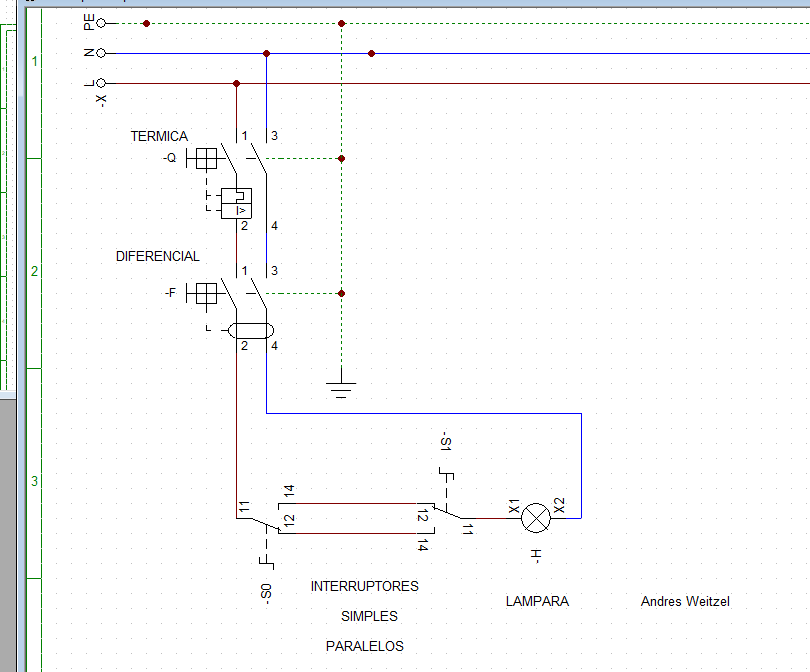 PE
1
N
L
-X
TERMICA
1
3
-Q
I>
2
4
DIFERENCIAL
2
1
3
-F
2
4
-S1
3
11
14
12
12
14
11
X1
X2
-S0
-H
INTERRUPTORES
SIMPLES
PARALELOS
LAMPARA
Andres Weitzel